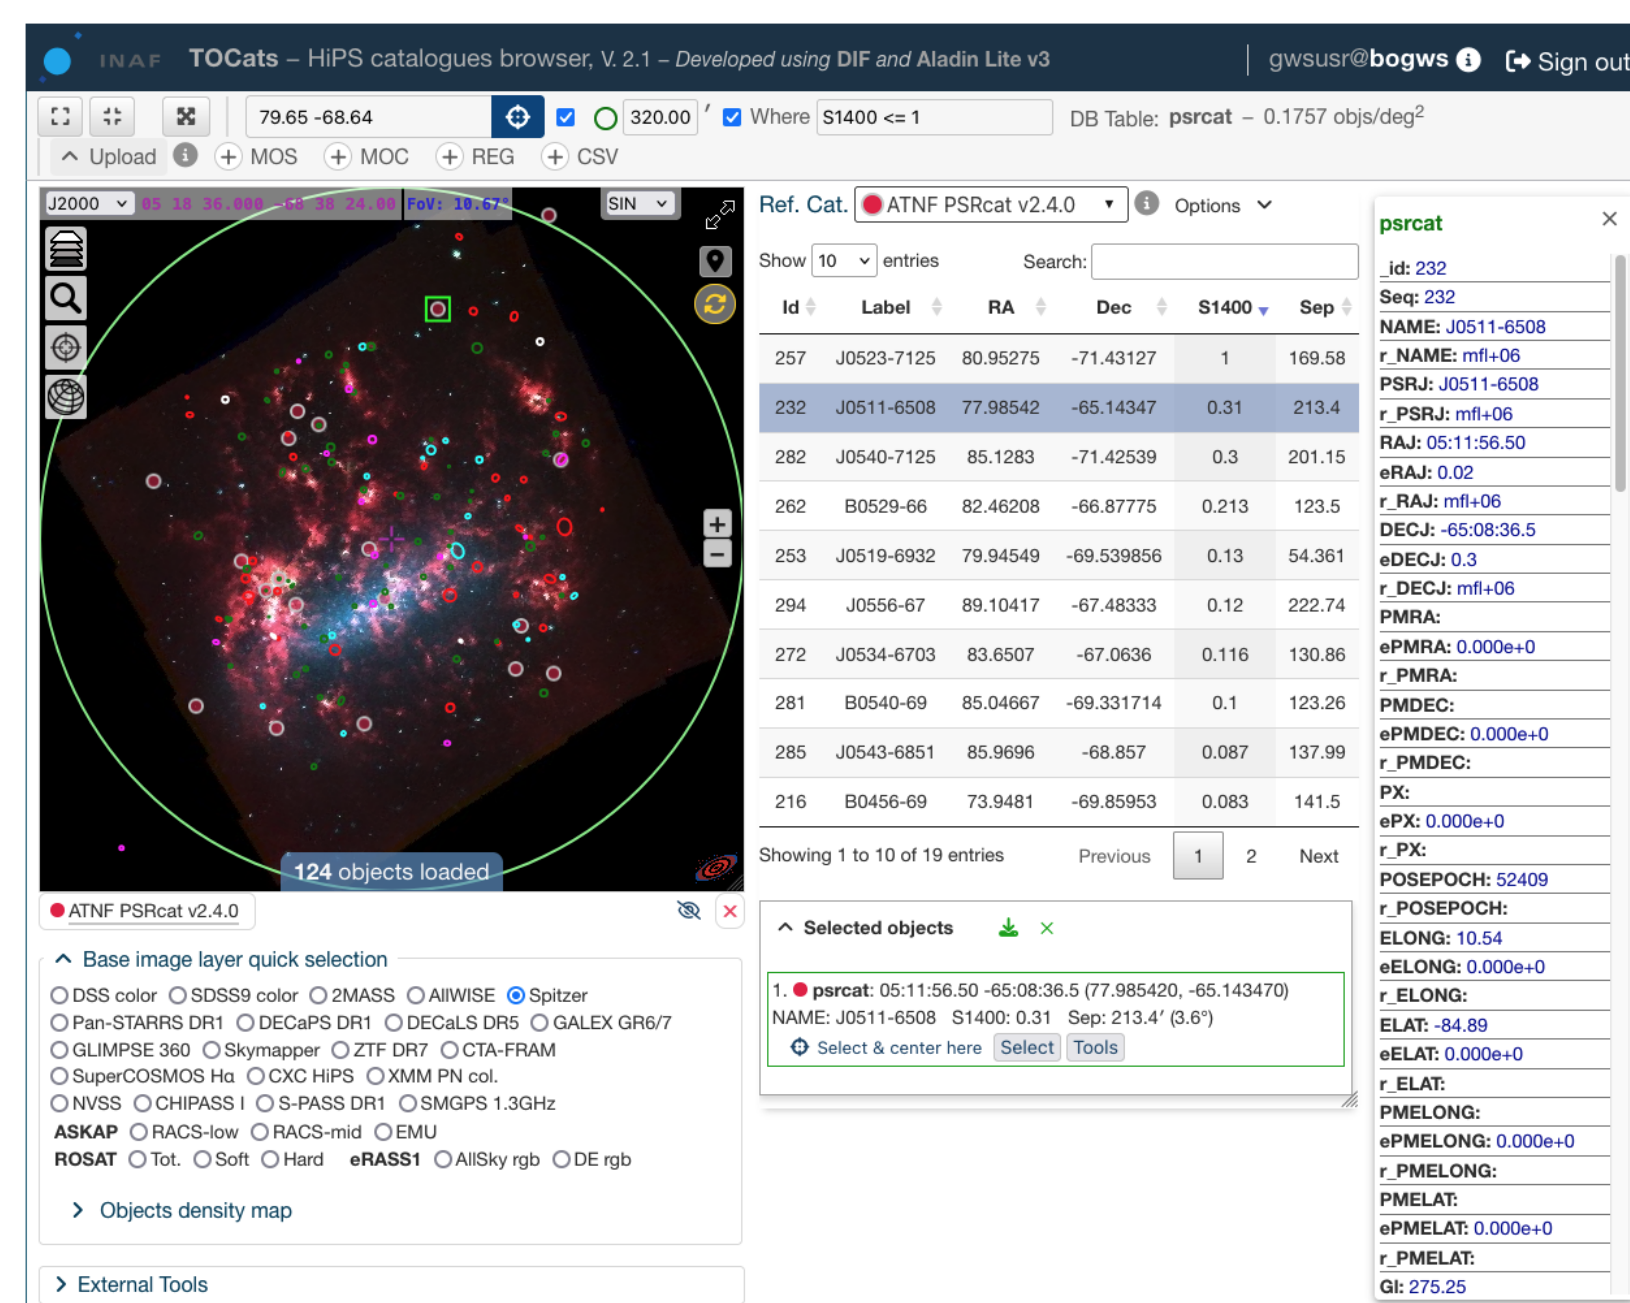 INAF TOCats – HiPS catalogues browser, V. 2.1 – Developed using DIF and Aladin Lite v3 gwsusr@bogws Sign out
79.65 -68.64 320.00 ′ Where S1400 <= 1 DB Table: psrcat – 0.1757 objs/deg2
Upload MOS MOC REG CSV
J2000 05 18 36.000 -68 38 24.00 FoV: 10.67° SIN
124 objects loaded
ATNF PSRcat v2.4.0
Base image layer quick selection
DSS color SDSS9 color 2MASS AllWISE Spitzer
Pan-STARRS DR1 DECaPS DR1 DECaLS DR5 GALEX GR6/7
GLIMPSE 360 Skymapper ZTF DR7 CTA-FRAM
SuperCOSMOS Hα CXC HiPS XMM PN col.
NVSS CHIPASS I S-PASS DR1 SMGPS 1.3GHz
ASKAP RACS-low RACS-mid EMU
ROSAT Tot. Soft Hard eRASS1 AllSky rgb DE rgb
Objects density map
External Tools
Ref. Cat. ATNF PSRcat v2.4.0 Options
Show 10 entries Search:
Id Label RA Dec S1400 Sep
257 J0523-7125 80.95275 -71.43127 1 169.58
232 J0511-6508 77.98542 -65.14347 0.31 213.4
282 J0540-7125 85.1283 -71.42539 0.3 201.15
262 B0529-66 82.46208 -66.87775 0.213 123.5
253 J0519-6932 79.94549 -69.539856 0.13 54.361
294 J0556-67 89.10417 -67.48333 0.12 222.74
272 J0534-6703 83.6507 -67.0636 0.116 130.86
281 B0540-69 85.04667 -69.331714 0.1 123.26
285 J0543-6851 85.9696 -68.857 0.087 137.99
216 B0456-69 73.9481 -69.85953 0.083 141.5
Showing 1 to 10 of 19 entries Previous 1 2 Next
Selected objects
1. psrcat: 05:11:56.50 -65:08:36.5 (77.985420, -65.143470)
NAME: J0511-6508 S1400: 0.31 Sep: 213.4′ (3.6°)
Select & center here Select Tools
psrcat
_id: 232
Seq: 232
NAME: J0511-6508
r_NAME: mfl+06
PSRJ: J0511-6508
r_PSRJ: mfl+06
RAJ: 05:11:56.50
eRAJ: 0.02
r_RAJ: mfl+06
DECJ: -65:08:36.5
eDECJ: 0.3
r_DECJ: mfl+06
PMRA:
ePMRA: 0.000e+0
r_PMRA:
PMDEC:
ePMDEC: 0.000e+0
r_PMDEC:
PX:
ePX: 0.000e+0
r_PX:
POSEPOCH: 52409
r_POSEPOCH:
ELONG: 10.54
eELONG: 0.000e+0
r_ELONG:
ELAT: -84.89
eELAT: 0.000e+0
r_ELAT:
PMELONG:
ePMELONG: 0.000e+0
r_PMELONG:
PMELAT:
ePMELAT: 0.000e+0
r_PMELAT:
Gl: 275.25